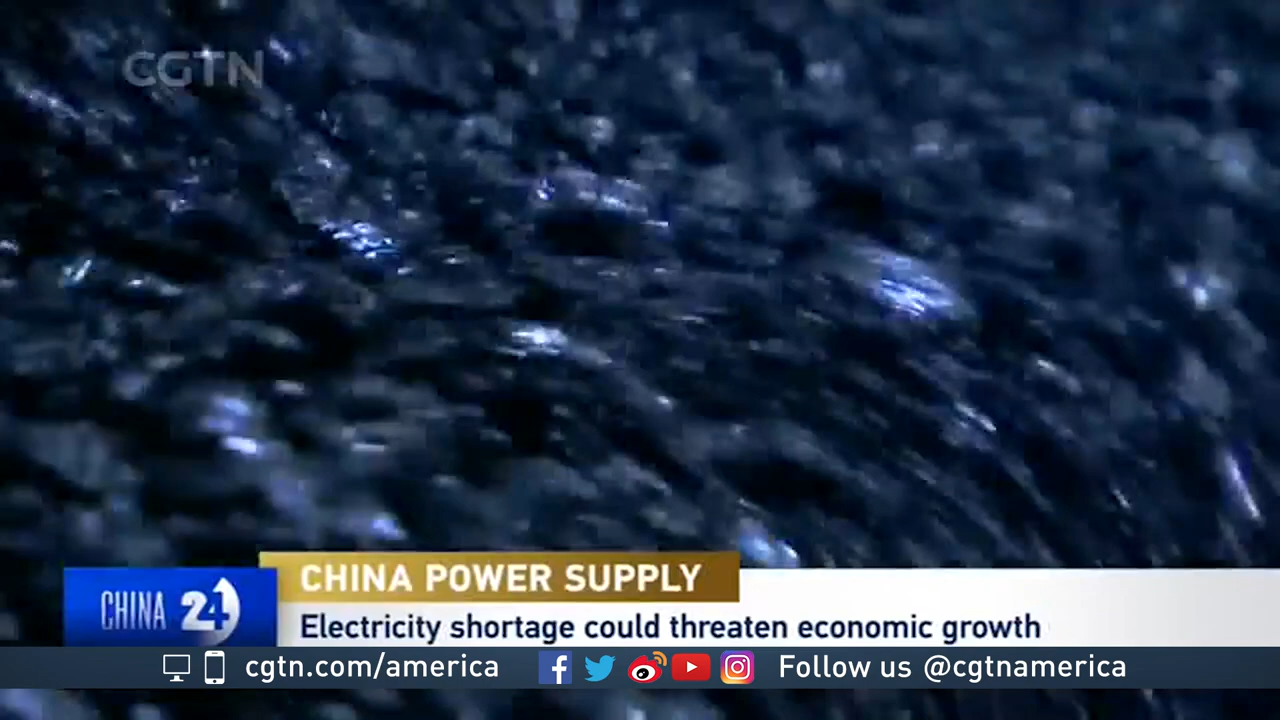 CGTN
CHINA POWER SUPPLY
CHINA 24
Electricity shortage could threaten economic growth
cgtn.com/america
Follow us @cgtnamerica